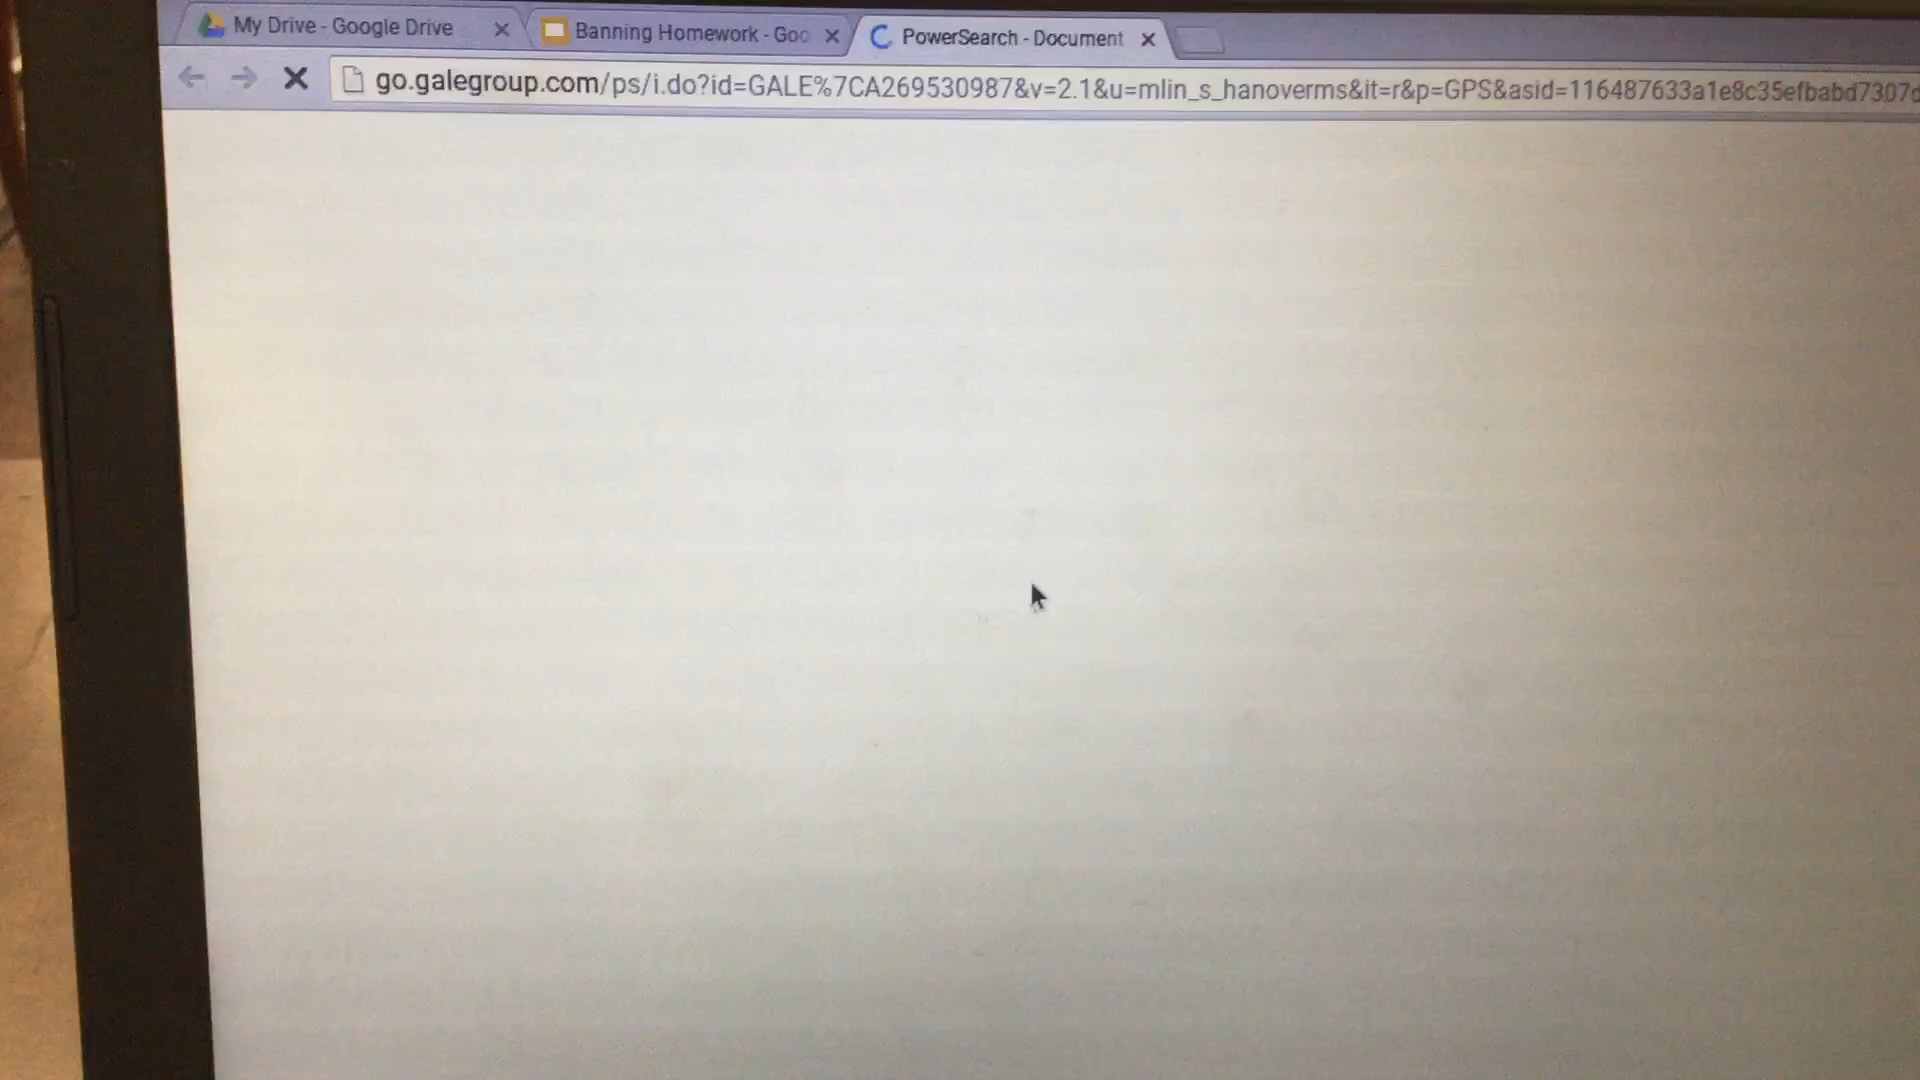 My Drive - Google Drive
Banning Homework - Goo
PowerSearch - Document
go.galegroup.com/ps/i.do?id=GALE%7CA269530987&v=2.1&u=mlin_s_hanoverms&it=r&p=GPS&asid=116487633a1e8c35efbabd7307c